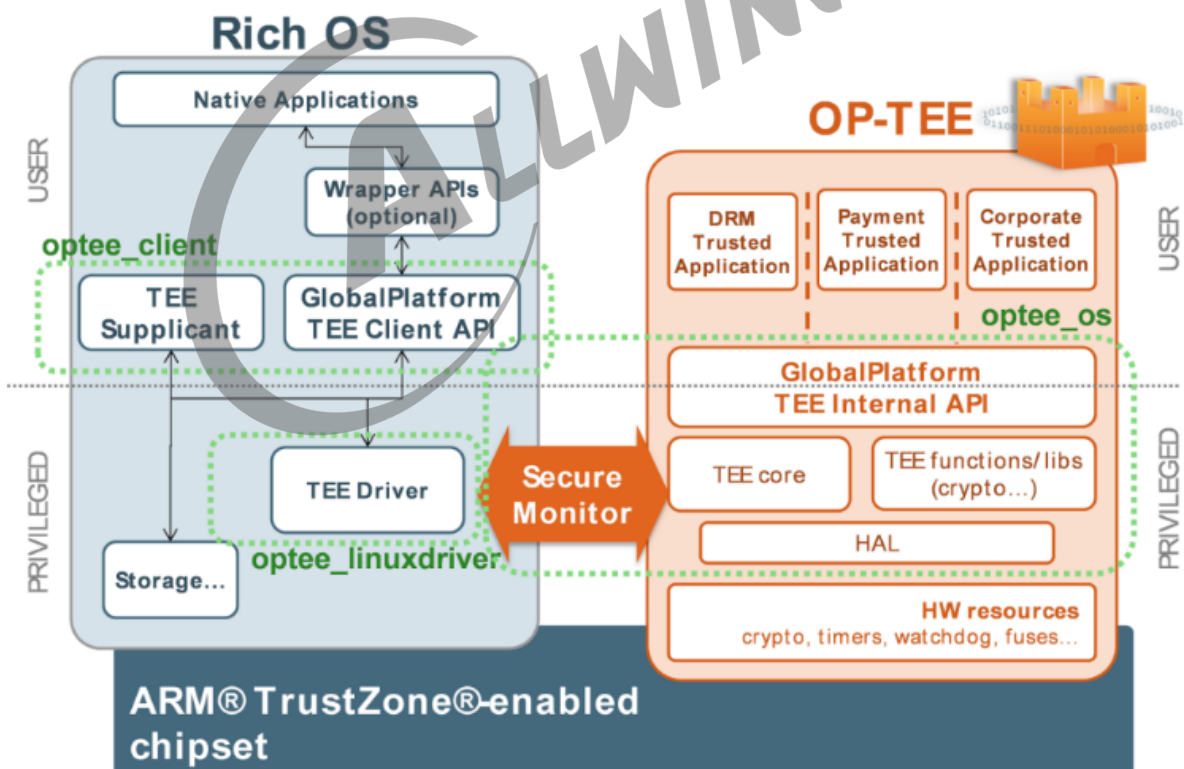 Rich OS
Native Applications
Wrapper APIs
(optional)
optee_client
TEE
Supplicant
GlobalPlatform
TEE Client API
TEE Driver
optee_linuxdriver
Storage...
USER
PRIVILEGED
Secure
Monitor
OP-TEE
DRM
Trusted
Application
Payment
Trusted
Application
Corporate
Trusted
Application
optee_os
GlobalPlatform
TEE Internal API
TEE core
TEE functions/libs
(crypto...)
HAL
HW resources
crypto, timers, watchdog, fuses...
USER
PRIVILEGED
ARM® TrustZone®-enabled
chipset